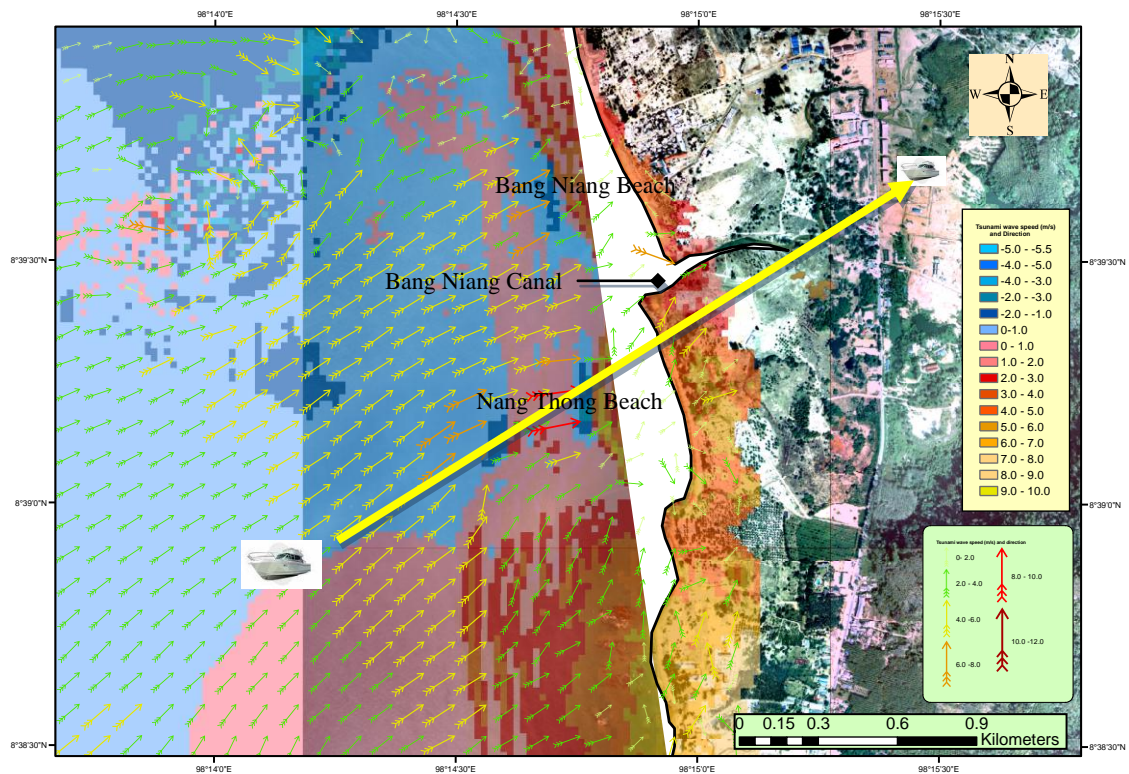 98°14'0"E 98°14'30"E 98°15'0"E 98°15'30"E
8°39'30"N
8°39'0"N
8°38'30"N
N
W E
S
Bang Niang Beach
Bang Niang Canal
Nang Thong Beach
Tsunami wave speed (m/s)
and Direction
-5.0 - -5.5
-4.0 - -5.0
-4.0 - -3.0
-2.0 - -3.0
-2.0 - -1.0
0-1.0
0 - 1.0
1.0 - 2.0
2.0 - 3.0
3.0 - 4.0
4.0 - 5.0
5.0 - 6.0
6.0 - 7.0
7.0 - 8.0
8.0 - 9.0
9.0 - 10.0
8°39'30"N
8°39'0"N
Tsunami wave speed (m/s) and direction
0- 2.0
2.0 - 4.0
4.0 -6.0
6.0 -8.0
8.0 -10.0
10.0 -12.0
0 0.15 0.3 0.6 0.9
Kilometers
8°38'30"N
98°14'0"E 98°14'30"E 98°15'0"E 98°15'30"E